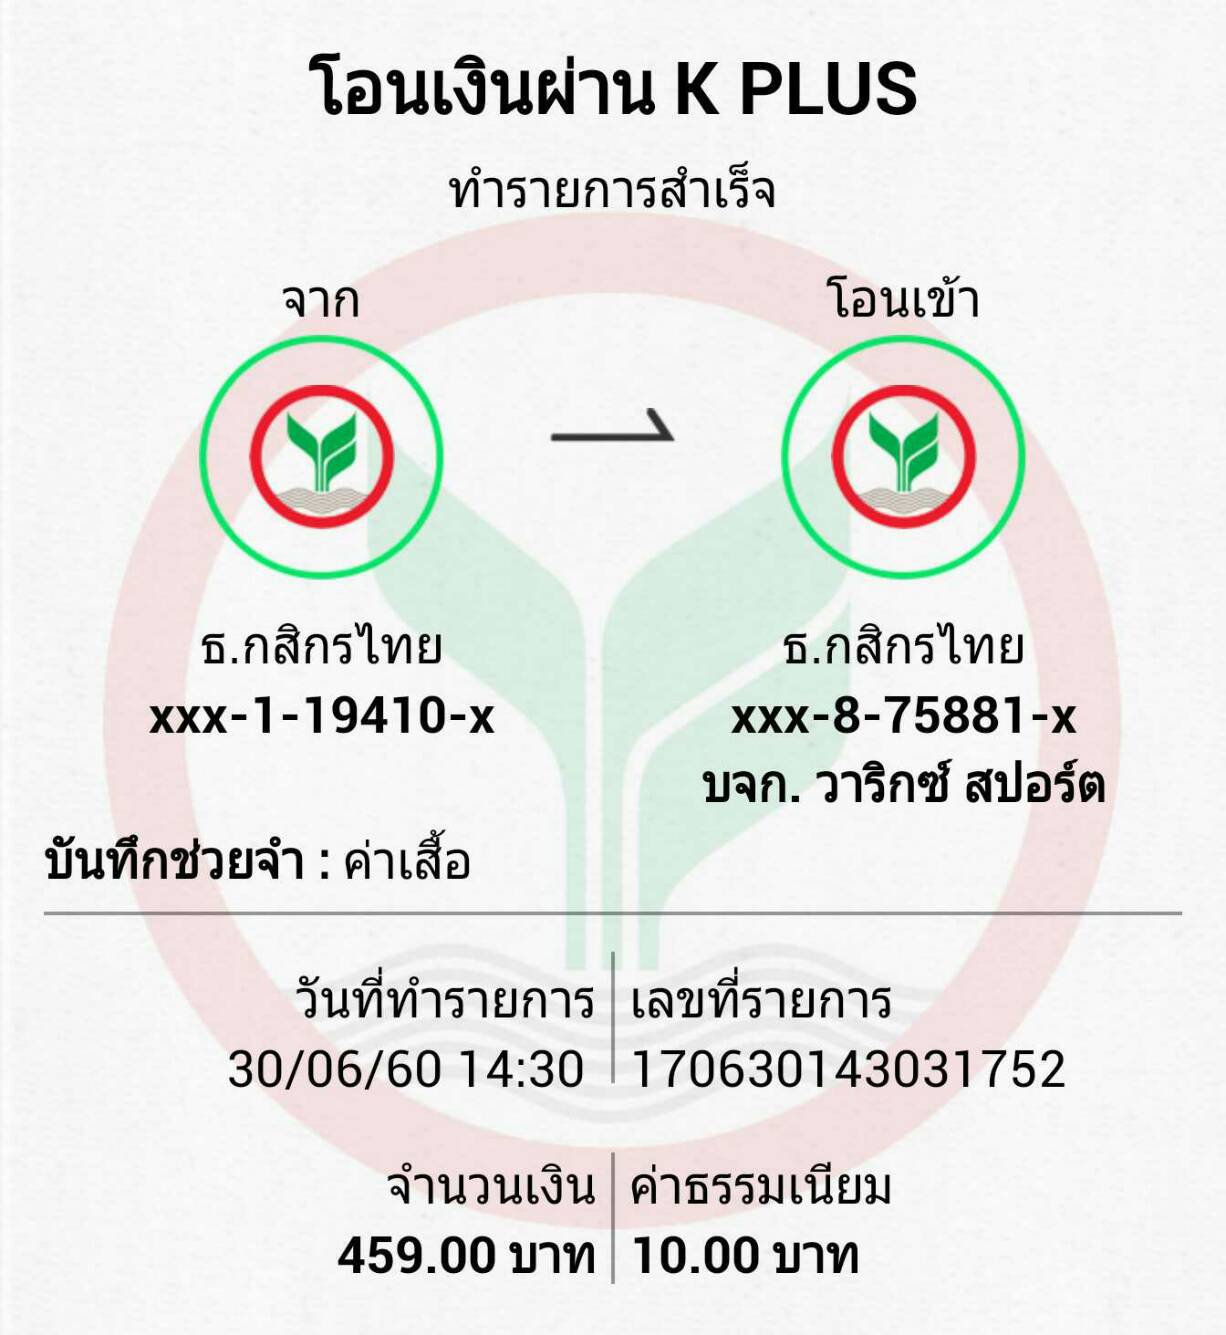 โอนเงินผ่าน K PLUS
ทำรายการสำเร็จ
จาก
โอนเข้า
ธ.กสิกรไทย
xxx-1-19410-x
ธ.กสิกรไทย
xxx-8-75881-x
บจก. วาริกซ์ สปอร์ต
บันทึกช่วยจำ : ค่าเสื้อ
วันที่ทำรายการ
30/06/60 14:30
เลขที่รายการ
170630143031752
จำนวนเงิน
459.00 บาท
ค่าธรรมเนียม
10.00 บาท